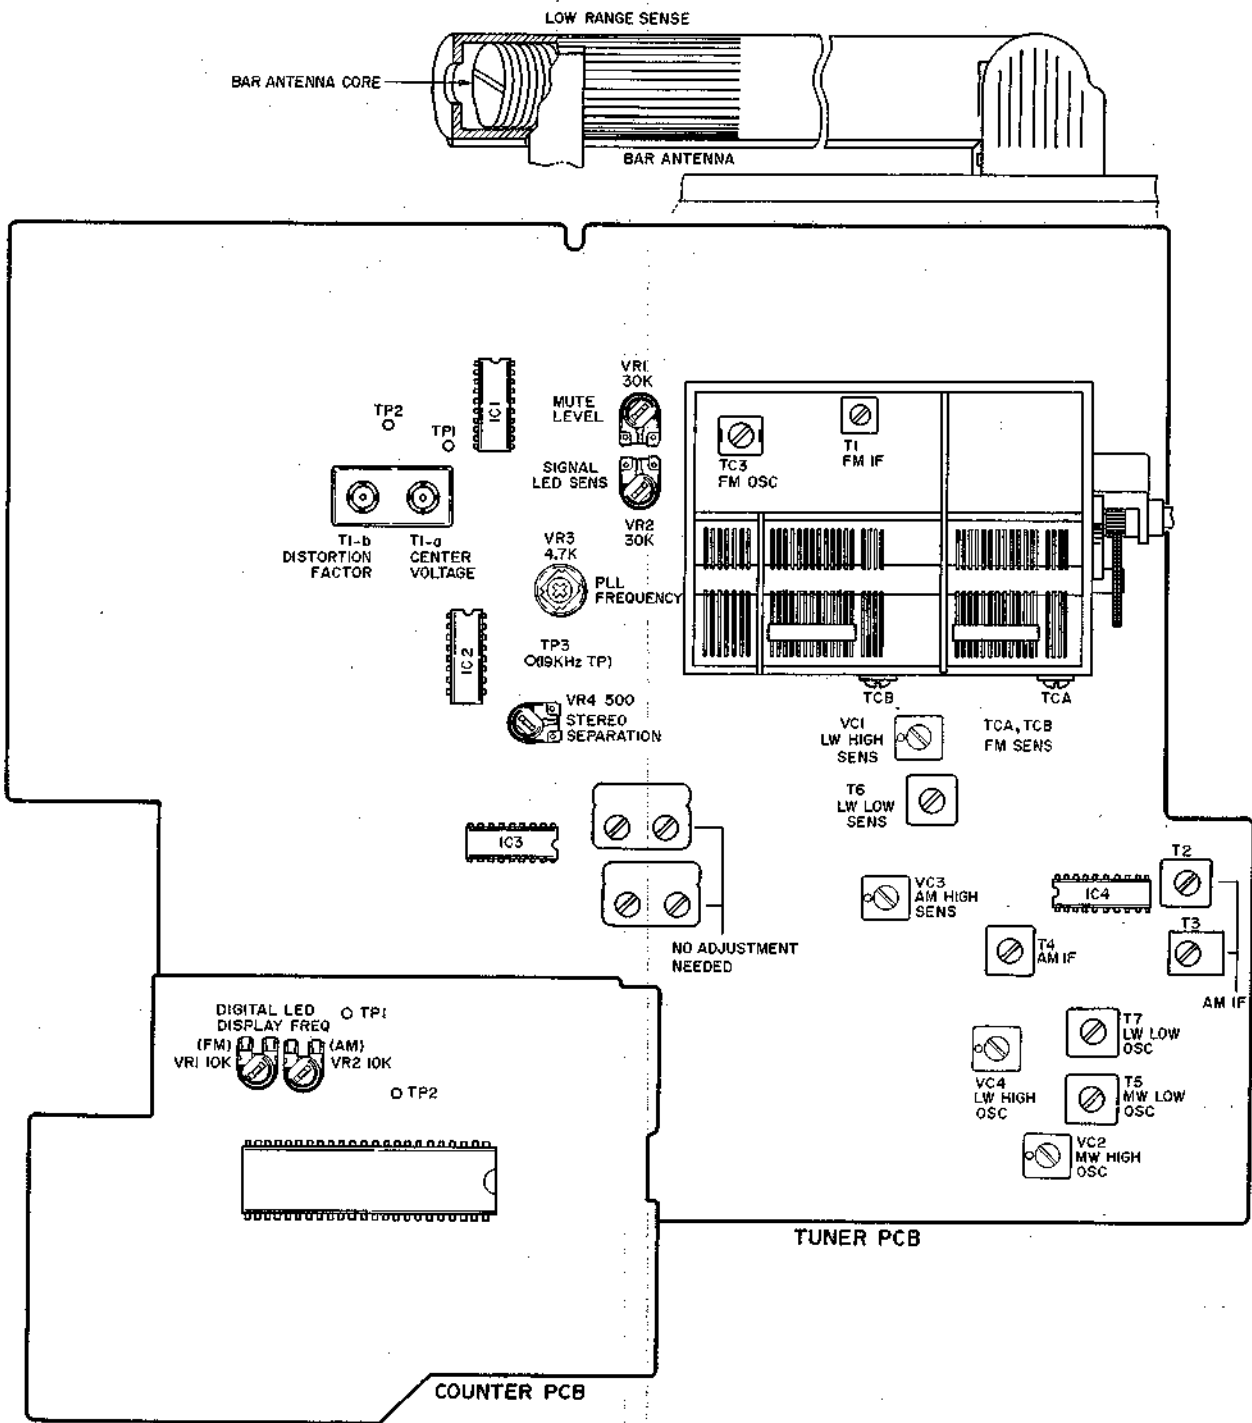 LOW RANGE SENSE
BAR ANTENNA CORE
BAR ANTENNA
VR1
30K
MUTE
LEVEL
IC1
TP2
TP1
SIGNAL
LED SENS
VR2
30K
TC3
FM OSC
T1
FM IF
T1-b
DISTORTION
FACTOR
T1-a
CENTER
VOLTAGE
VR3
4.7K
PLL
FREQUENCY
IC2
TP3
(19KHz TP)
VR4 500
STEREO
SEPARATION
TCB
TCA
VC1
LW HIGH
SENS
TCA, TCB
FM SENS
T6
LW LOW
SENS
IC3
NO ADJUSTMENT
NEEDED
VC3
AM HIGH
SENS
IC4
T2
T3
T4
AM IF
AM IF
T7
LW LOW
OSC
VC4
LW HIGH
OSC
T5
MW LOW
OSC
VC2
MW HIGH
OSC
TUNER PCB
DIGITAL LED
DISPLAY FREQ
TP1
(FM)
VR1 10K
(AM)
VR2 10K
TP2
COUNTER PCB